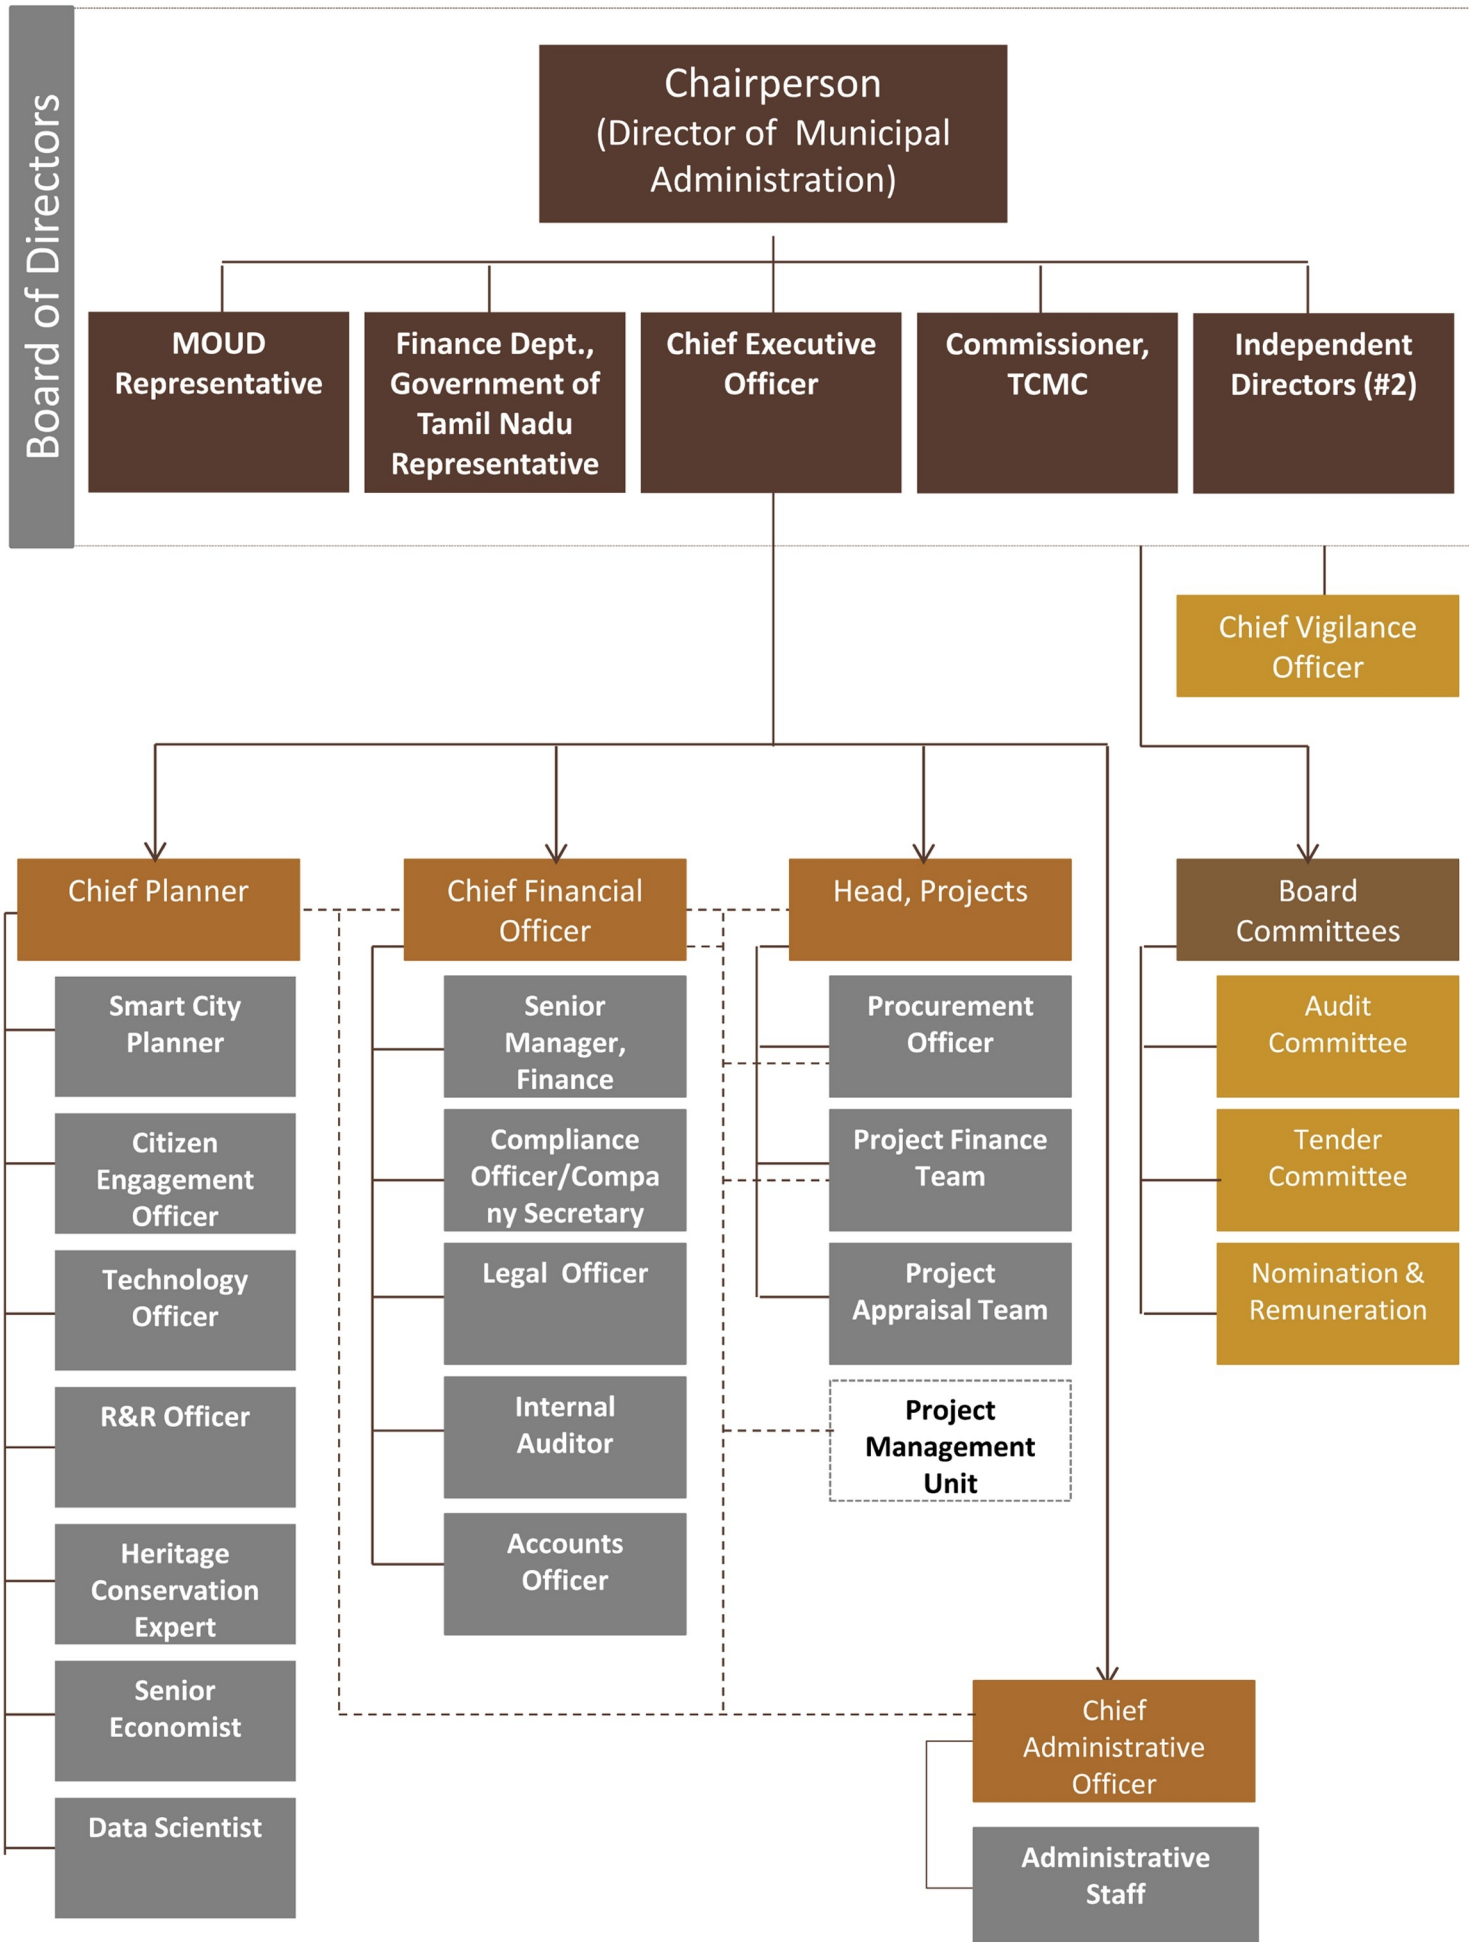 Board of Directors
Chairperson
(Director of Municipal
Administration)
MOUD
Representative
Finance Dept.,
Government of
Tamil Nadu
Representative
Chief Executive
Officer
Commissioner,
TCMC
Independent
Directors (#2)
Chief Vigilance
Officer
Chief Planner
Smart City
Planner
Citizen
Engagement
Officer
Technology
Officer
R&R Officer
Heritage
Conservation
Expert
Senior
Economist
Data Scientist
Chief Financial
Officer
Senior
Manager,
Finance
Compliance
Officer/Compa
ny Secretary
Legal Officer
Internal
Auditor
Accounts
Officer
Head, Projects
Procurement
Officer
Project Finance
Team
Project
Appraisal Team
Project
Management
Unit
Board
Committees
Audit
Committee
Tender
Committee
Nomination &
Remuneration
Chief
Administrative
Officer
Administrative
Staff